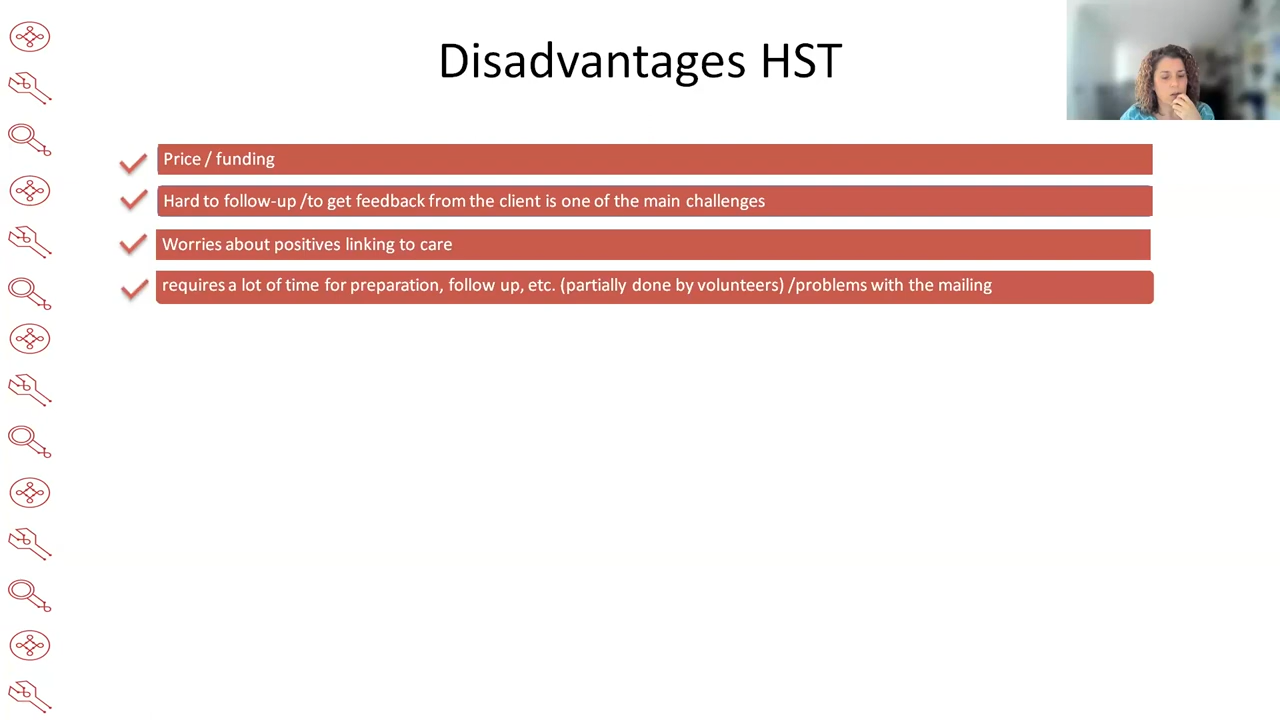 Disadvantages HST
Price / funding
Hard to follow-up /to get feedback from the client is one of the main challenges
Worries about positives linking to care
requires a lot of time for preparation, follow up, etc. (partially done by volunteers) /problems with the mailing